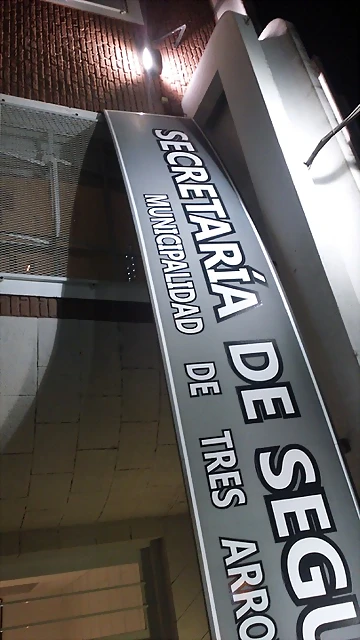 SECRETARÍA DE SEGU
MUNICIPALIDAD DE TRES ARRO